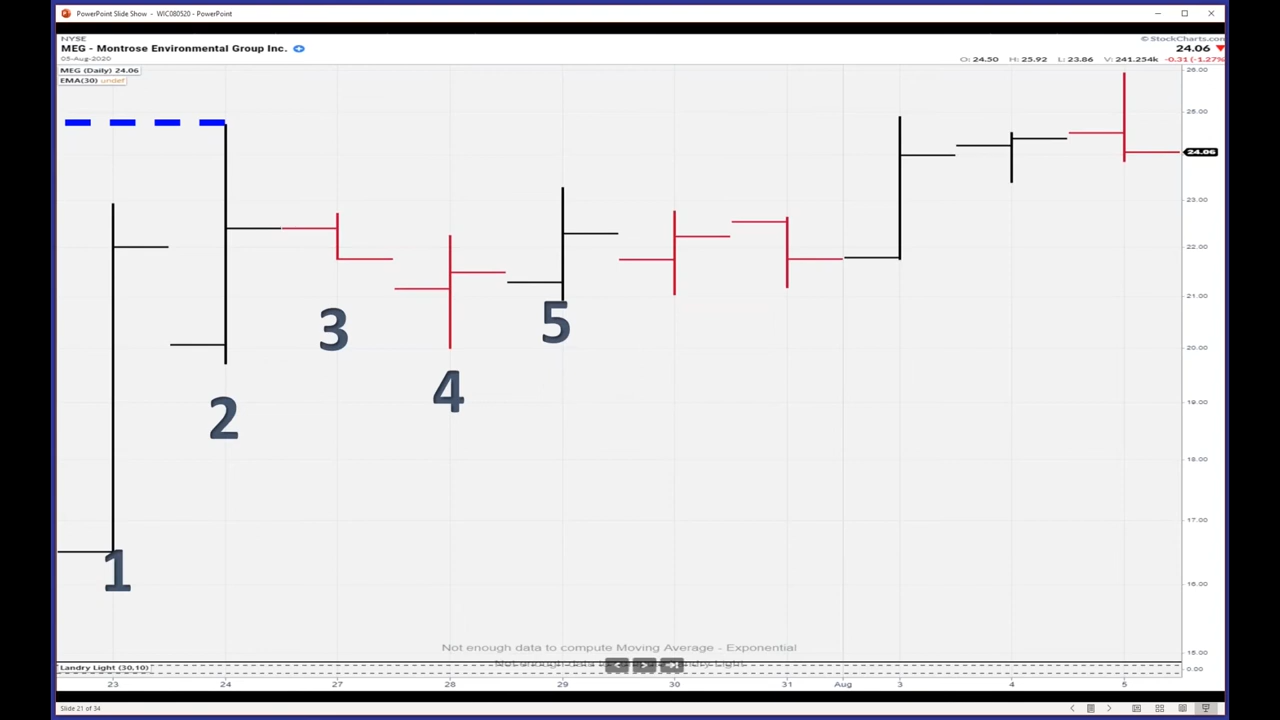 PowerPoint Slide Show - WIC080520 - PowerPoint
NYSE
© StockCharts.com
MEG - Montrose Environmental Group Inc.
24.06
05-Aug-2020
O: 24.50 H: 25.92 L: 23.86 V: 241.254k -0.31 (-1.27%
MEG (Daily) 24.06
EMA(30) undef
26.00
25.00
24.06
23.00
22.00
21.00
20.00
19.00
18.00
17.00
16.00
15.00
0.00
1
2
3
4
5
Not enough data to compute Moving Average - Exponential
Landry Light (30,10)
23 24 27 28 29 30 31 Aug 3 4 5
Slide 21 of 34